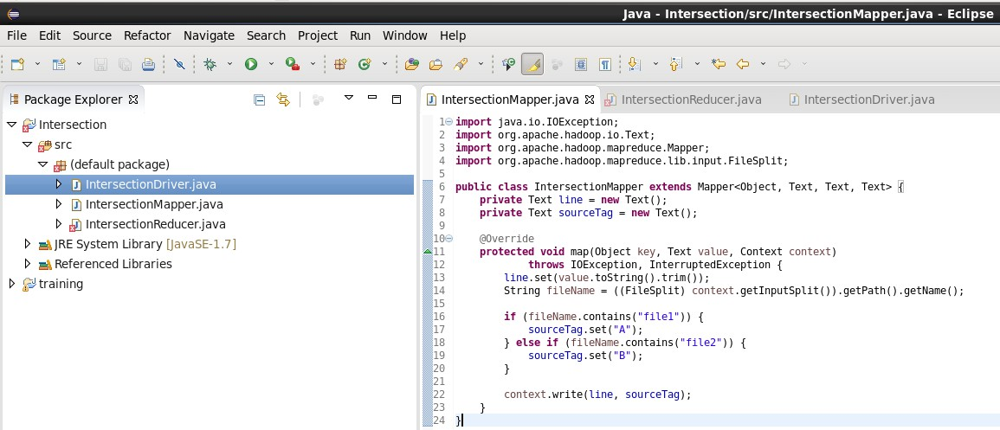 Java - Intersection/src/IntersectionMapper.java - Eclipse
File Edit Source Refactor Navigate Search Project Run Window Help
Package Explorer
Intersection
src
(default package)
IntersectionDriver.java
IntersectionMapper.java
IntersectionReducer.java
JRE System Library [JavaSE-1.7]
Referenced Libraries
training
IntersectionMapper.java IntersectionReducer.java IntersectionDriver.java
1 import java.io.IOException;
2 import org.apache.hadoop.io.Text;
3 import org.apache.hadoop.mapreduce.Mapper;
4 import org.apache.hadoop.mapreduce.lib.input.FileSplit;
5
6 public class IntersectionMapper extends Mapper<Object, Text, Text, Text> {
7     private Text line = new Text();
8     private Text sourceTag = new Text();
9
10     @Override
11     protected void map(Object key, Text value, Context context)
12             throws IOException, InterruptedException {
13         line.set(value.toString().trim());
14         String fileName = ((FileSplit) context.getInputSplit()).getPath().getName();
15
16         if (fileName.contains("file1")) {
17             sourceTag.set("A");
18         } else if (fileName.contains("file2")) {
19             sourceTag.set("B");
20         }
21
22         context.write(line, sourceTag);
23     }
24 }